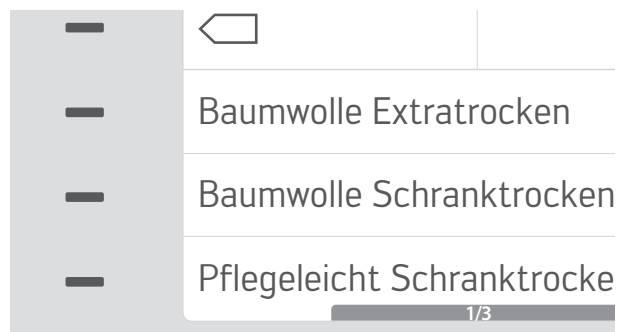 Baumwolle Extratrocken
Baumwolle Schranktrocken
Pflegeleicht Schranktrocke
1/3